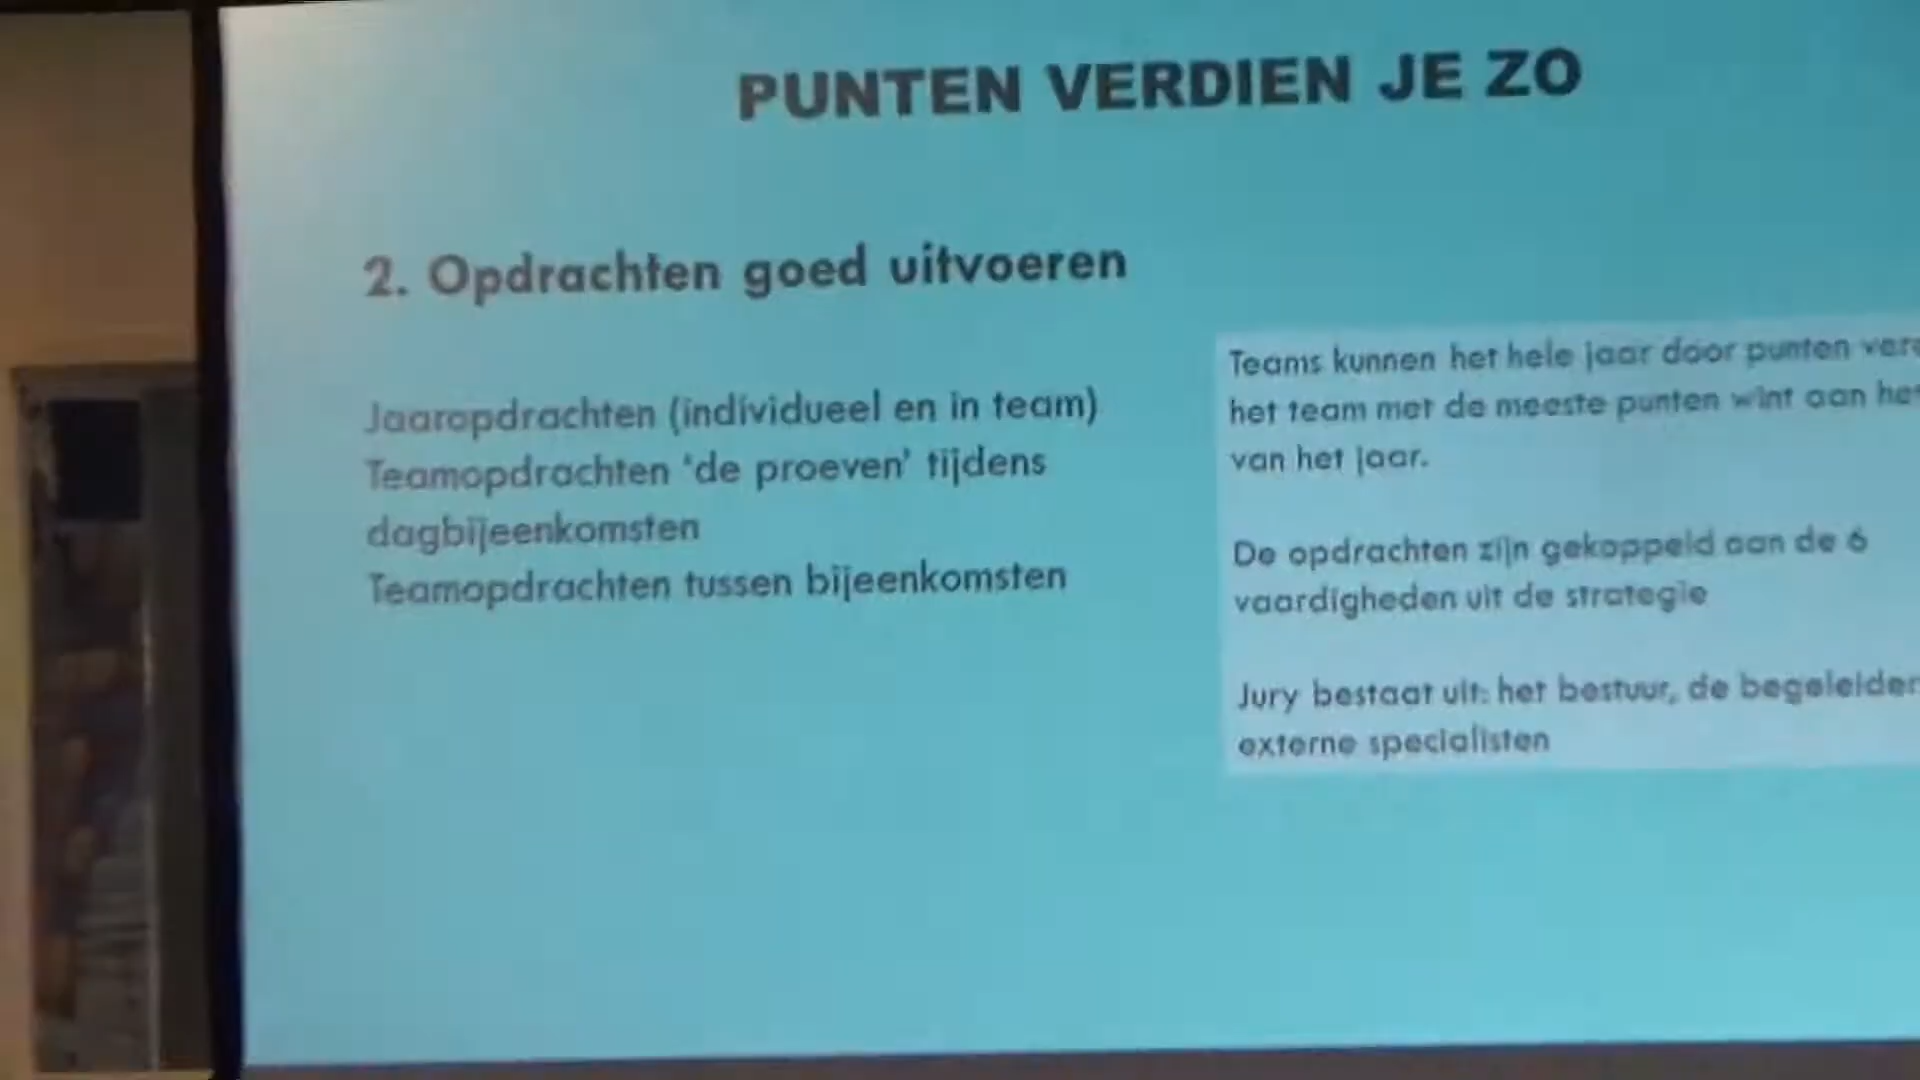 PUNTEN VERDIEN JE ZO
2. Opdrachten goed uitvoeren
Jaaropdrachten (individueel en in team)
Teamopdrachten 'de proeven' tijdens
dagbijeenkomsten
Teamopdrachten tussen bijeenkomsten
Teams kunnen het hele jaar door punten
het team met de meeste punten wint aan
van het jaar.
De opdrachten zijn gekoppeld aan de 6
vaardigheden uit de strategie
Jury bestaat uit: het bestuur, de
externe specialisten